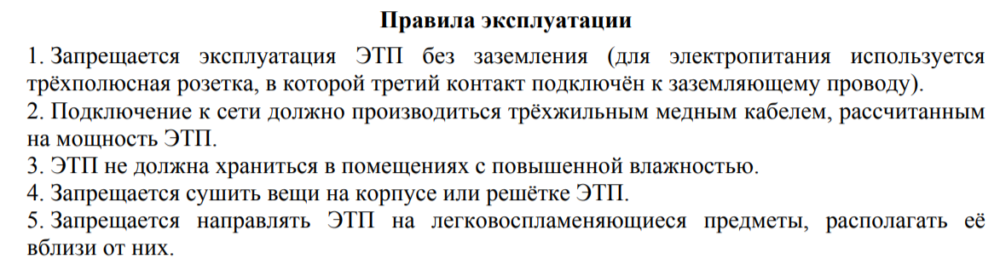 Правила эксплуатации
1. Запрещается эксплуатация ЭТП без заземления (для электропитания используется
трёхполюсная розетка, в которой третий контакт подключён к заземляющему проводу).
2. Подключение к сети должно производиться трёхжильным медным кабелем, рассчитанным
на мощность ЭТП.
3. ЭТП не должна храниться в помещениях с повышенной влажностью.
4. Запрещается сушить вещи на корпусе или решётке ЭТП.
5. Запрещается направлять ЭТП на легковоспламеняющиеся предметы, располагать её
вблизи от них.